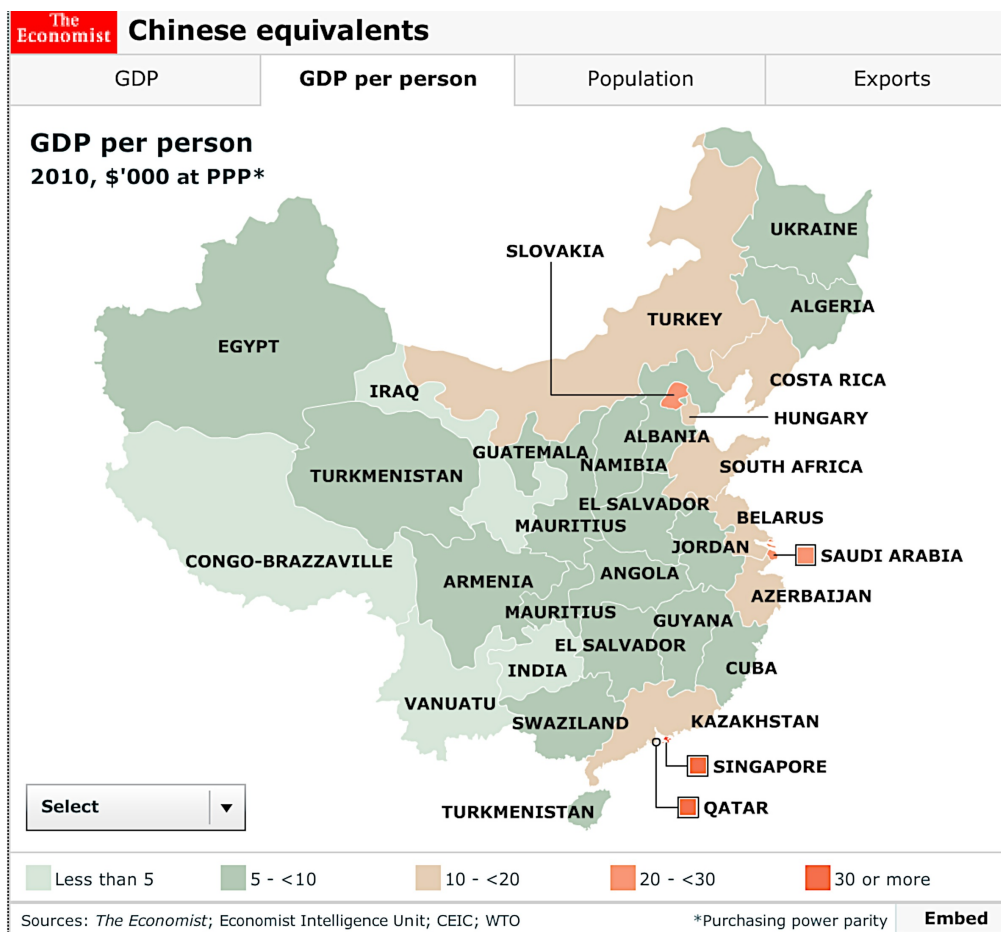 The
Economist
Chinese equivalents
GDP
GDP per person
Population
Exports
GDP per person
2010, $'000 at PPP*
UKRAINE
SLOVAKIA
ALGERIA
TURKEY
EGYPT
COSTA RICA
IRAQ
HUNGARY
ALBANIA
GUATEMALA
NAMIBIA
SOUTH AFRICA
TURKMENISTAN
EL SALVADOR
BELARUS
MAURITIUS
JORDAN
SAUDI ARABIA
CONGO-BRAZZAVILLE
ANGOLA
ARMENIA
AZERBAIJAN
MAURITIUS
GUYANA
EL SALVADOR
CUBA
INDIA
VANUATU
SWAZILAND
KAZAKHSTAN
SINGAPORE
QATAR
TURKMENISTAN
Select
Less than 5
5 - <10
10 - <20
20 - <30
30 or more
Sources: The Economist; Economist Intelligence Unit; CEIC; WTO
*Purchasing power parity
Embed